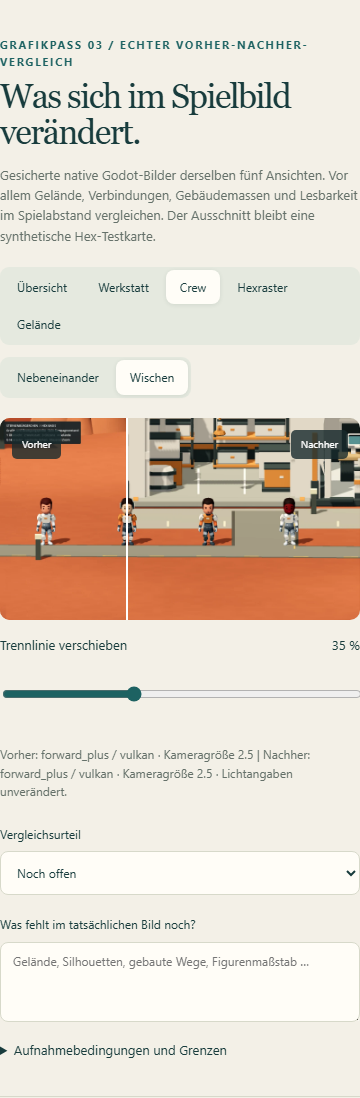 GRAFIKPASS 03 / ECHTER VORHER-NACHHER-
VERGLEICH
Was sich im Spielbild
verändert.
Gesicherte native Godot-Bilder derselben fünf Ansichten. Vor
allem Gelände, Verbindungen, Gebäudemassen und Lesbarkeit
im Spielabstand vergleichen. Der Ausschnitt bleibt eine
synthetische Hex-Testkarte.
Übersicht Werkstatt Crew Hexraster
Gelände
Nebeneinander Wischen
Vorher Nachher
Trennlinie verschieben 35 %
Vorher: forward_plus / vulkan · Kameragröße 2.5 | Nachher:
forward_plus / vulkan · Kameragröße 2.5 · Lichtangaben
unverändert.
Vergleichsurteil
Noch offen
Was fehlt im tatsächlichen Bild noch?
Gelände, Silhouetten, gebaute Wege, Figurenmaßstab ...
Aufnahmebedingungen und Grenzen